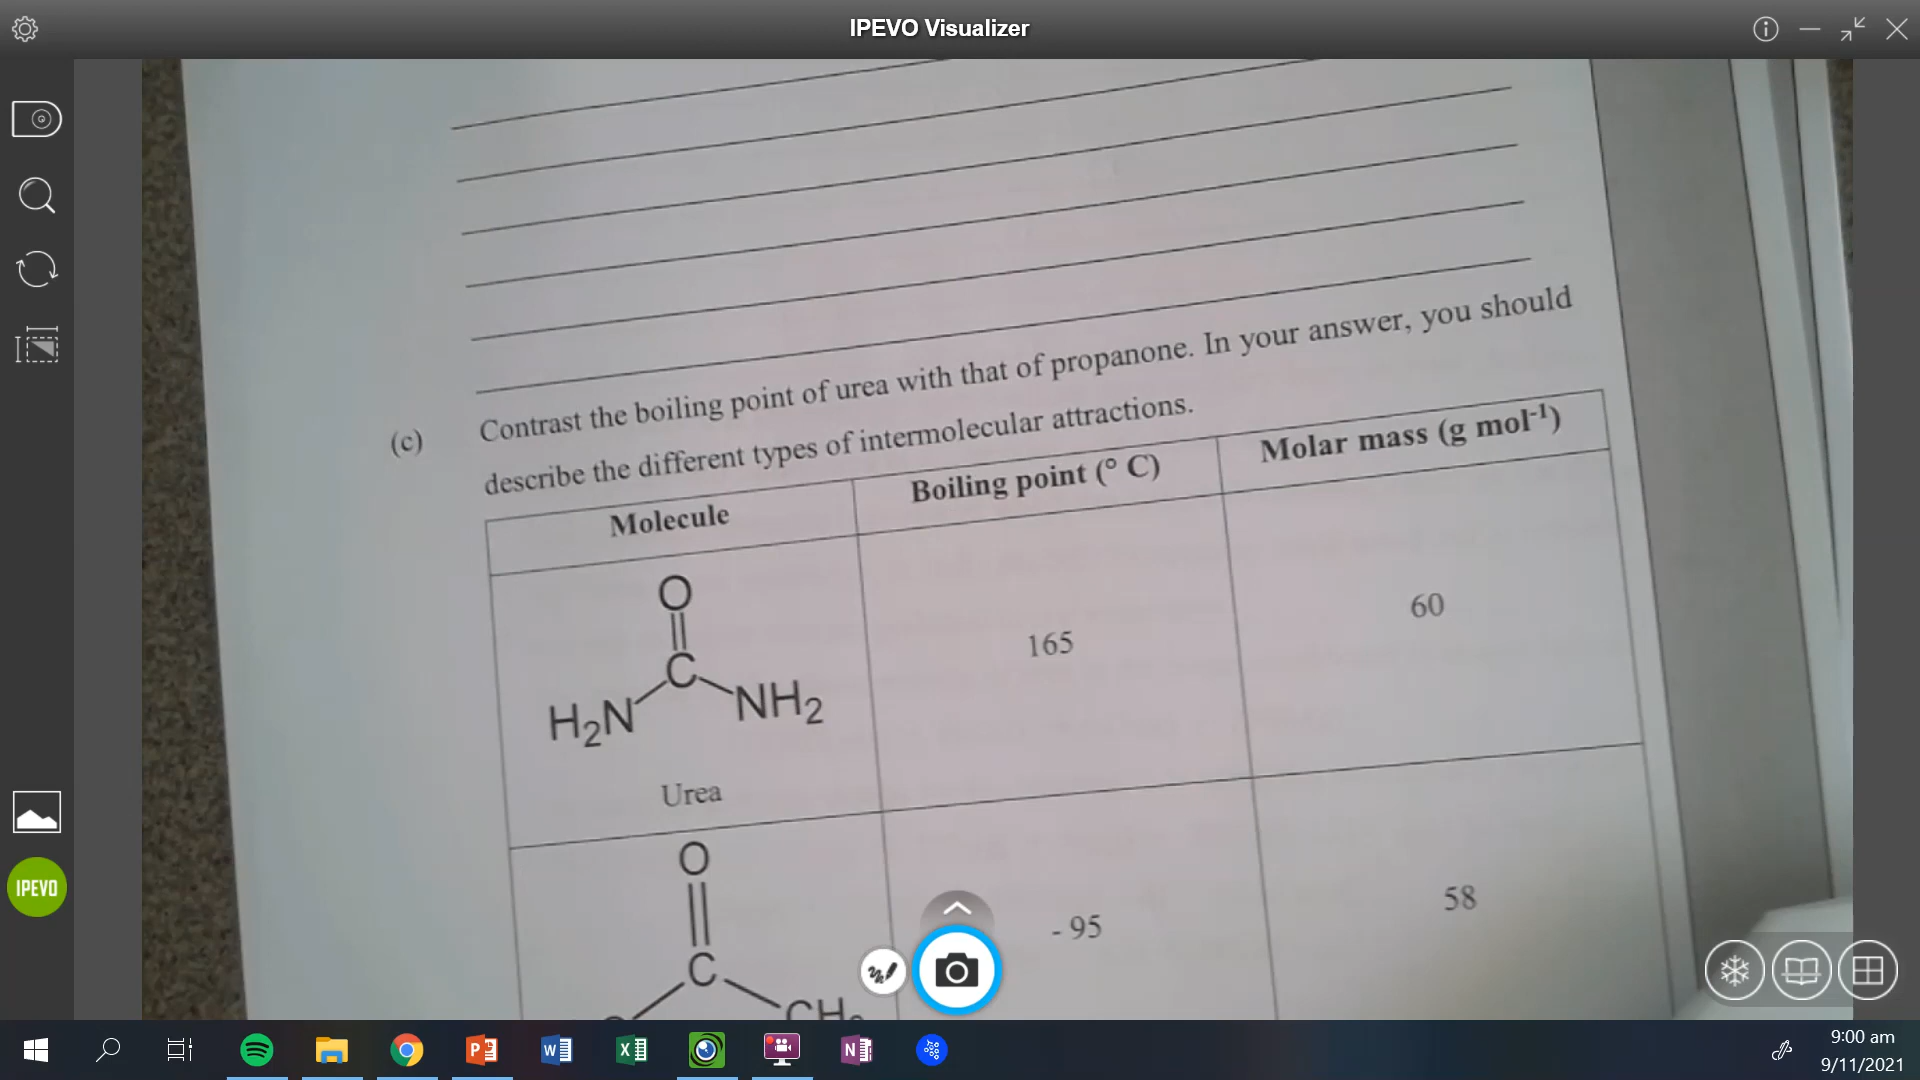 IPEVO Visualizer
(c) Contrast the boiling point of urea with that of propanone. In your answer, you should
describe the different types of intermolecular attractions.
Molecule Boiling point (° C) Molar mass (g mol⁻¹)
O
C
H₂N NH₂
Urea
165
60
O
C
- 95
58
IPEVO
9:00 am
9/11/2021